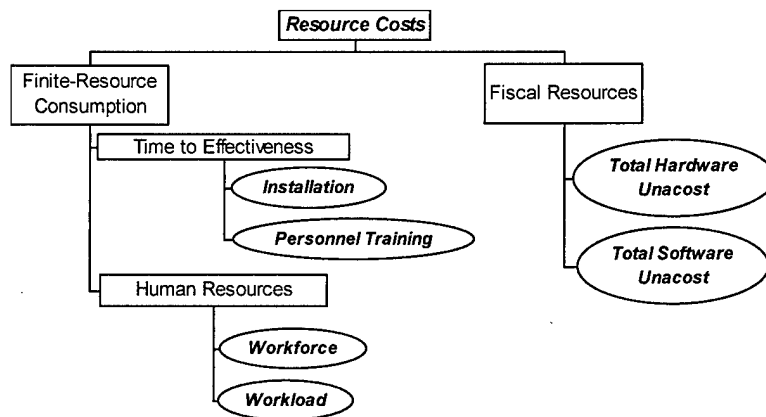 Resource Costs
Finite-Resource
Consumption
Fiscal Resources
Time to Effectiveness
Installation
Personnel Training
Total Hardware
Unacost
Total Software
Unacost
Human Resources
Workforce
Workload